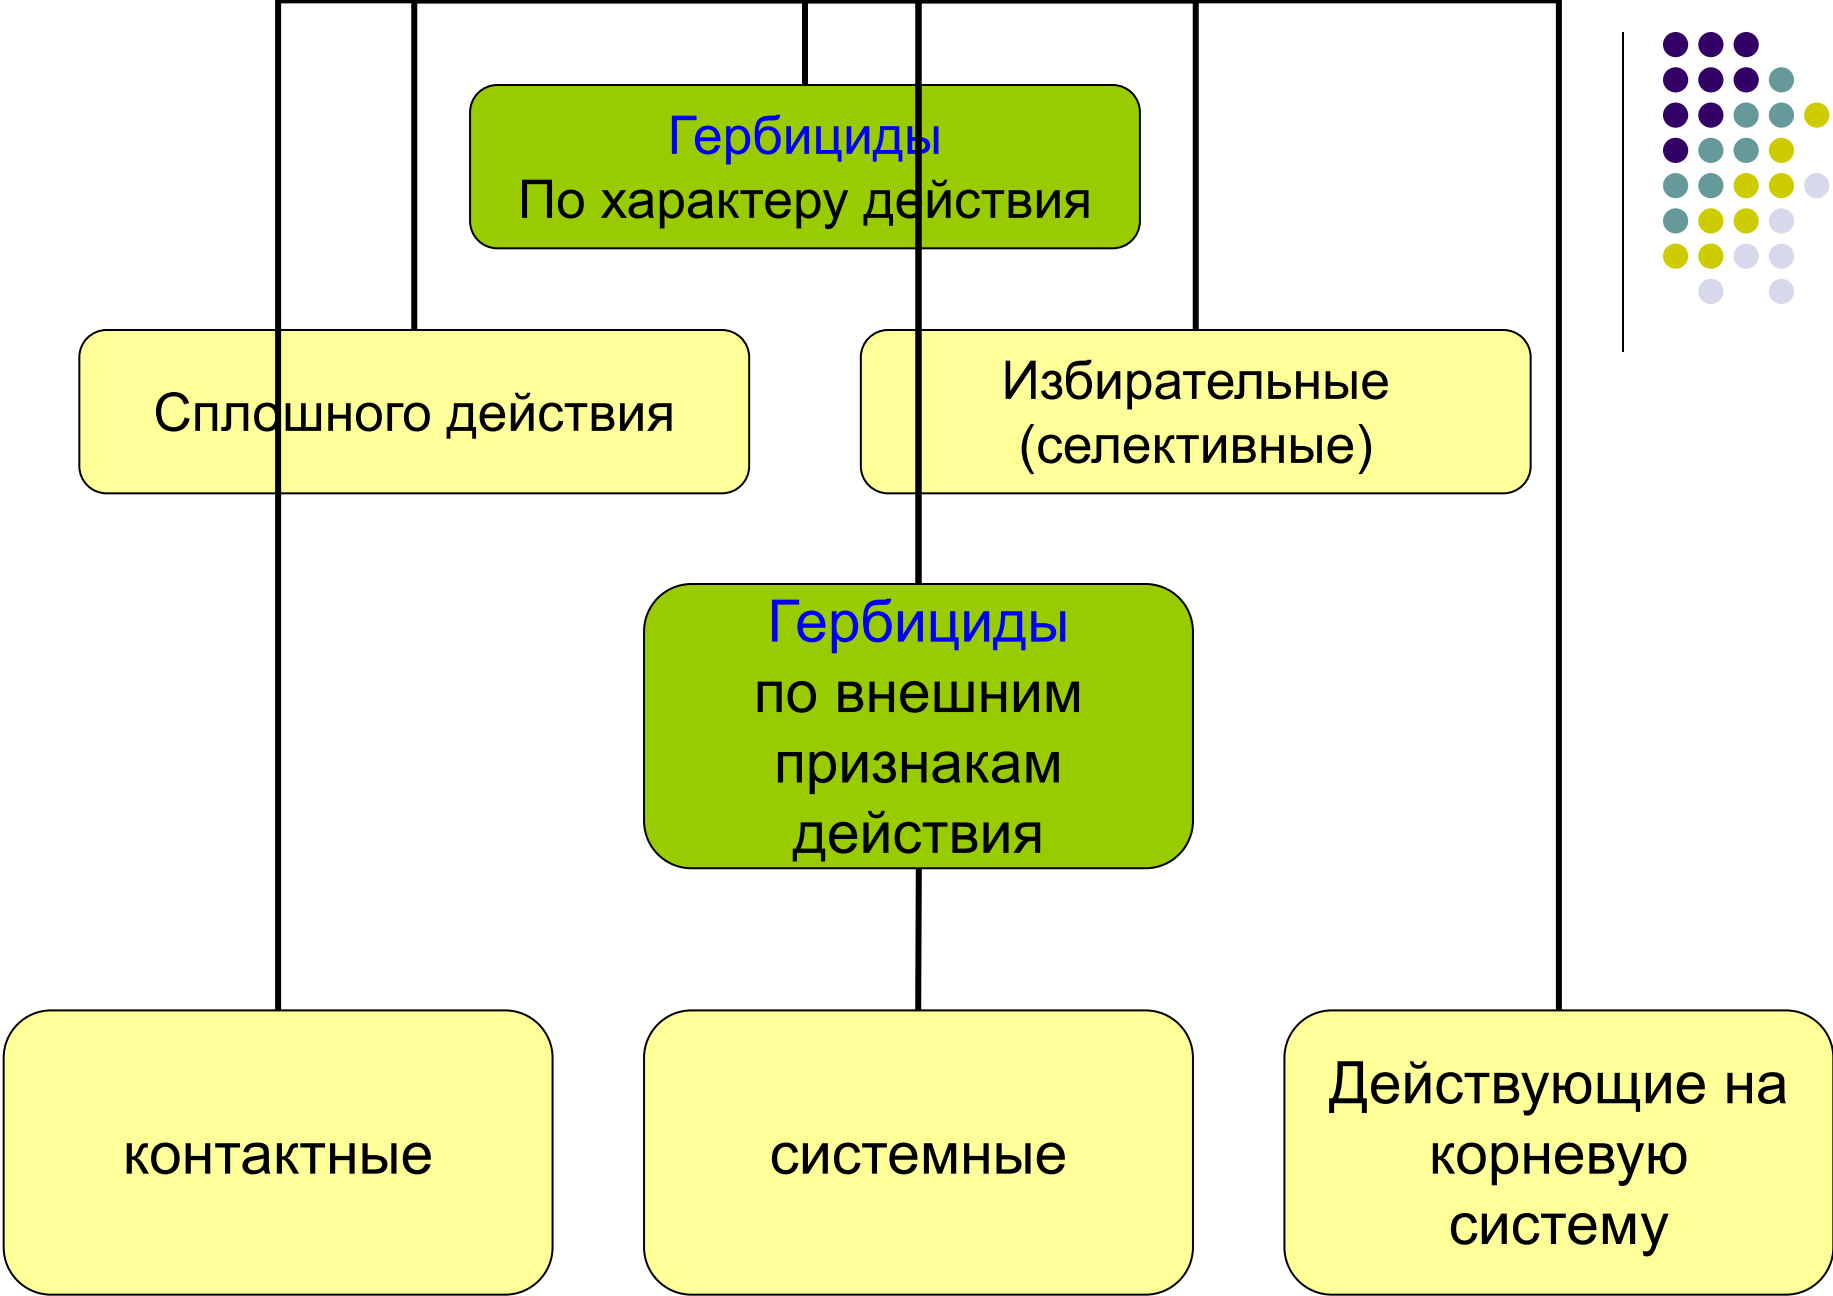 Гербициды
По характеру действия
Сплошного действия
Избирательные
(селективные)
Гербициды
по внешним
признакам
действия
контактные
системные
Действующие на
корневую
систему